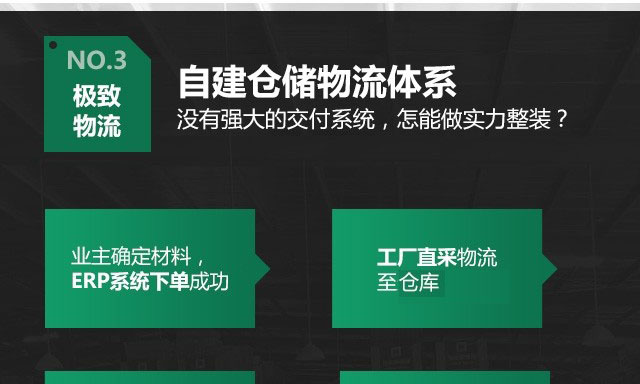 NO.3
极致
物流
自建仓储物流体系
没有强大的交付系统，怎能做实力整装？
业主确定材料，
ERP系统下单成功
工厂直采物流
至仓库